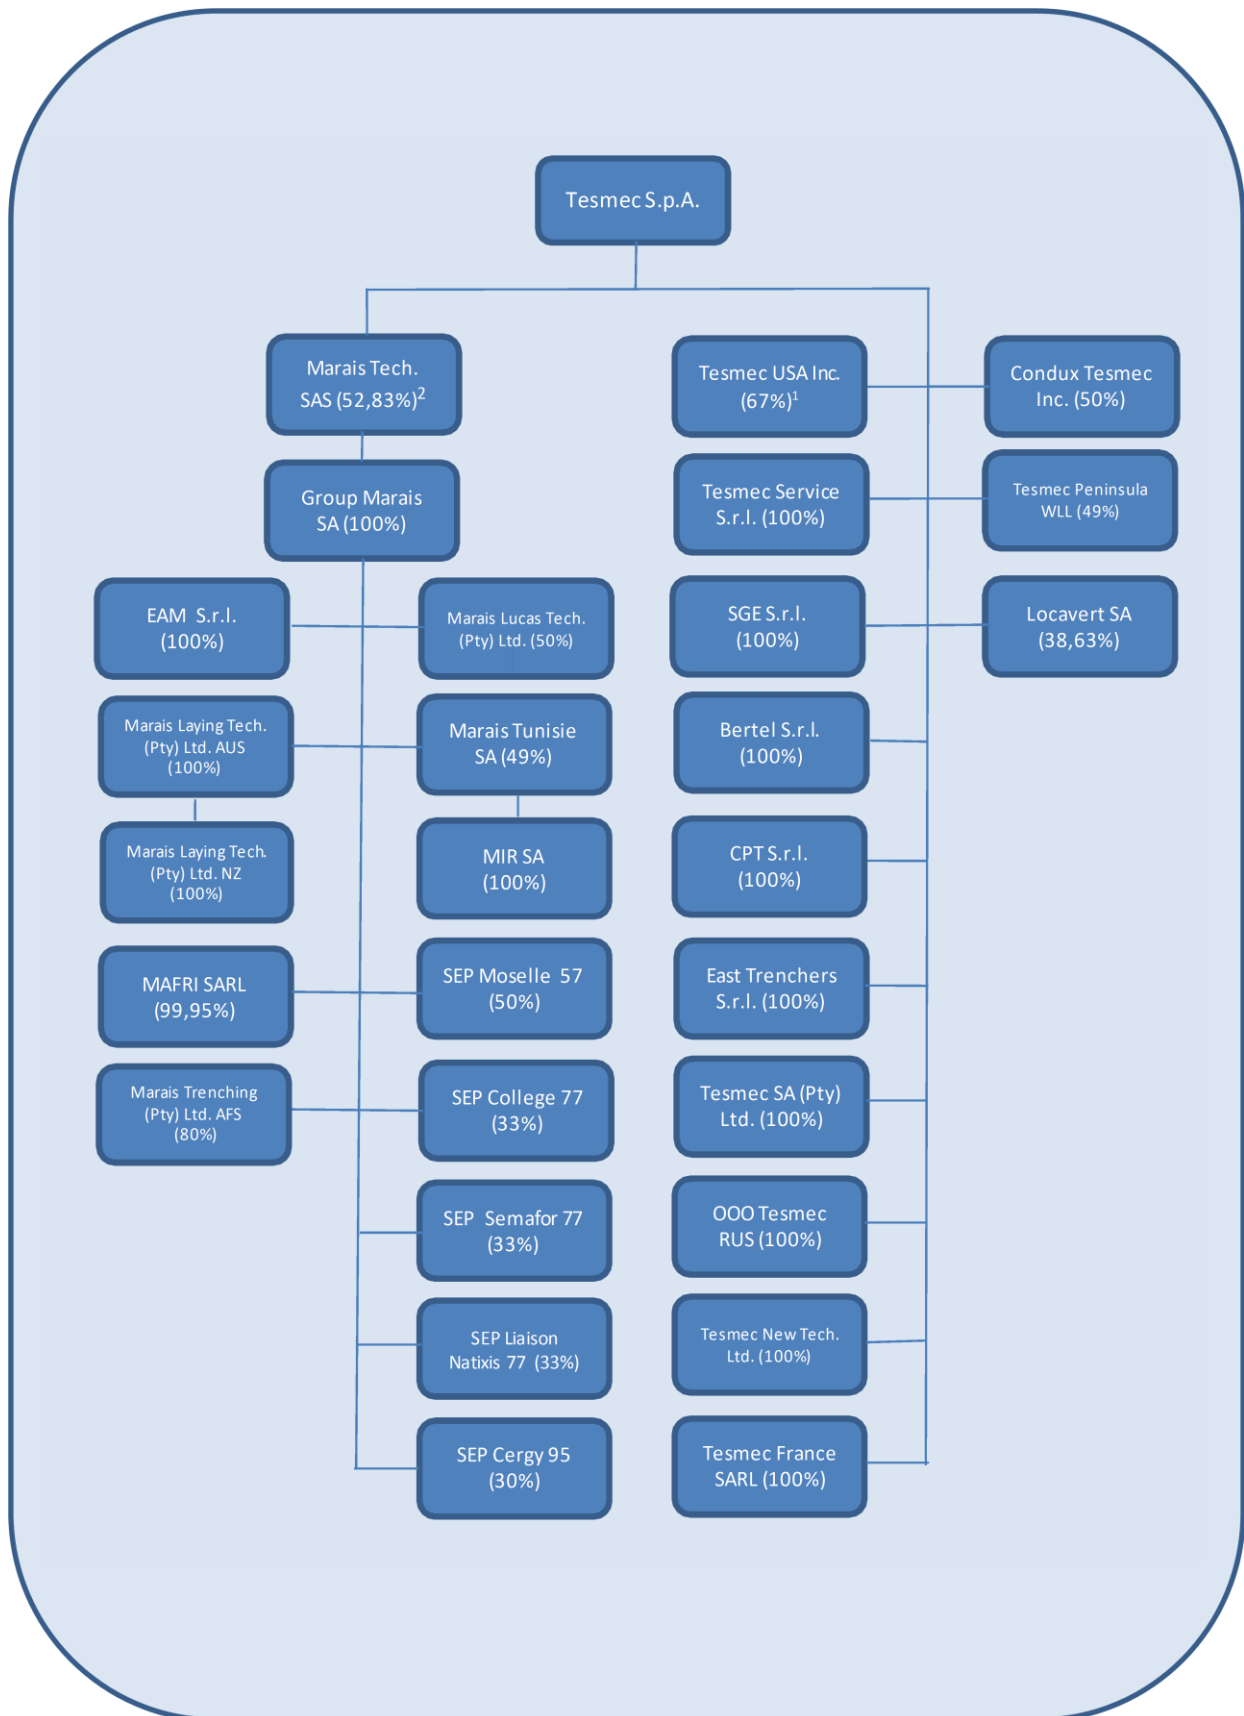 Tesmec S.p.A.
Marais Tech.
SAS (52,83%)2
Group Marais
SA (100%)
EAM S.r.l.
(100%)
Marais Lucas Tech.
(Pty) Ltd. (50%)
Marais Laying Tech.
(Pty) Ltd. AUS
(100%)
Marais Tunisie
SA (49%)
Marais Laying Tech.
(Pty) Ltd. NZ
(100%)
MIR SA
(100%)
MAFRI SARL
(99,95%)
SEP Moselle 57
(50%)
Marais Trenching
(Pty) Ltd. AFS
(80%)
SEP College 77
(33%)
SEP Semafor 77
(33%)
SEP Liaison
Natixis 77 (33%)
SEP Cergy 95
(30%)
Tesmec USA Inc.
(67%)1
Condux Tesmec
Inc. (50%)
Tesmec Service
S.r.l. (100%)
Tesmec Peninsula
WLL (49%)
SGE S.r.l.
(100%)
Locavert SA
(38,63%)
Bertel S.r.l.
(100%)
CPT S.r.l.
(100%)
East Trenchers
S.r.l. (100%)
Tesmec SA (Pty)
Ltd. (100%)
OOO Tesmec
RUS (100%)
Tesmec New Tech.
Ltd. (100%)
Tesmec France
SARL (100%)